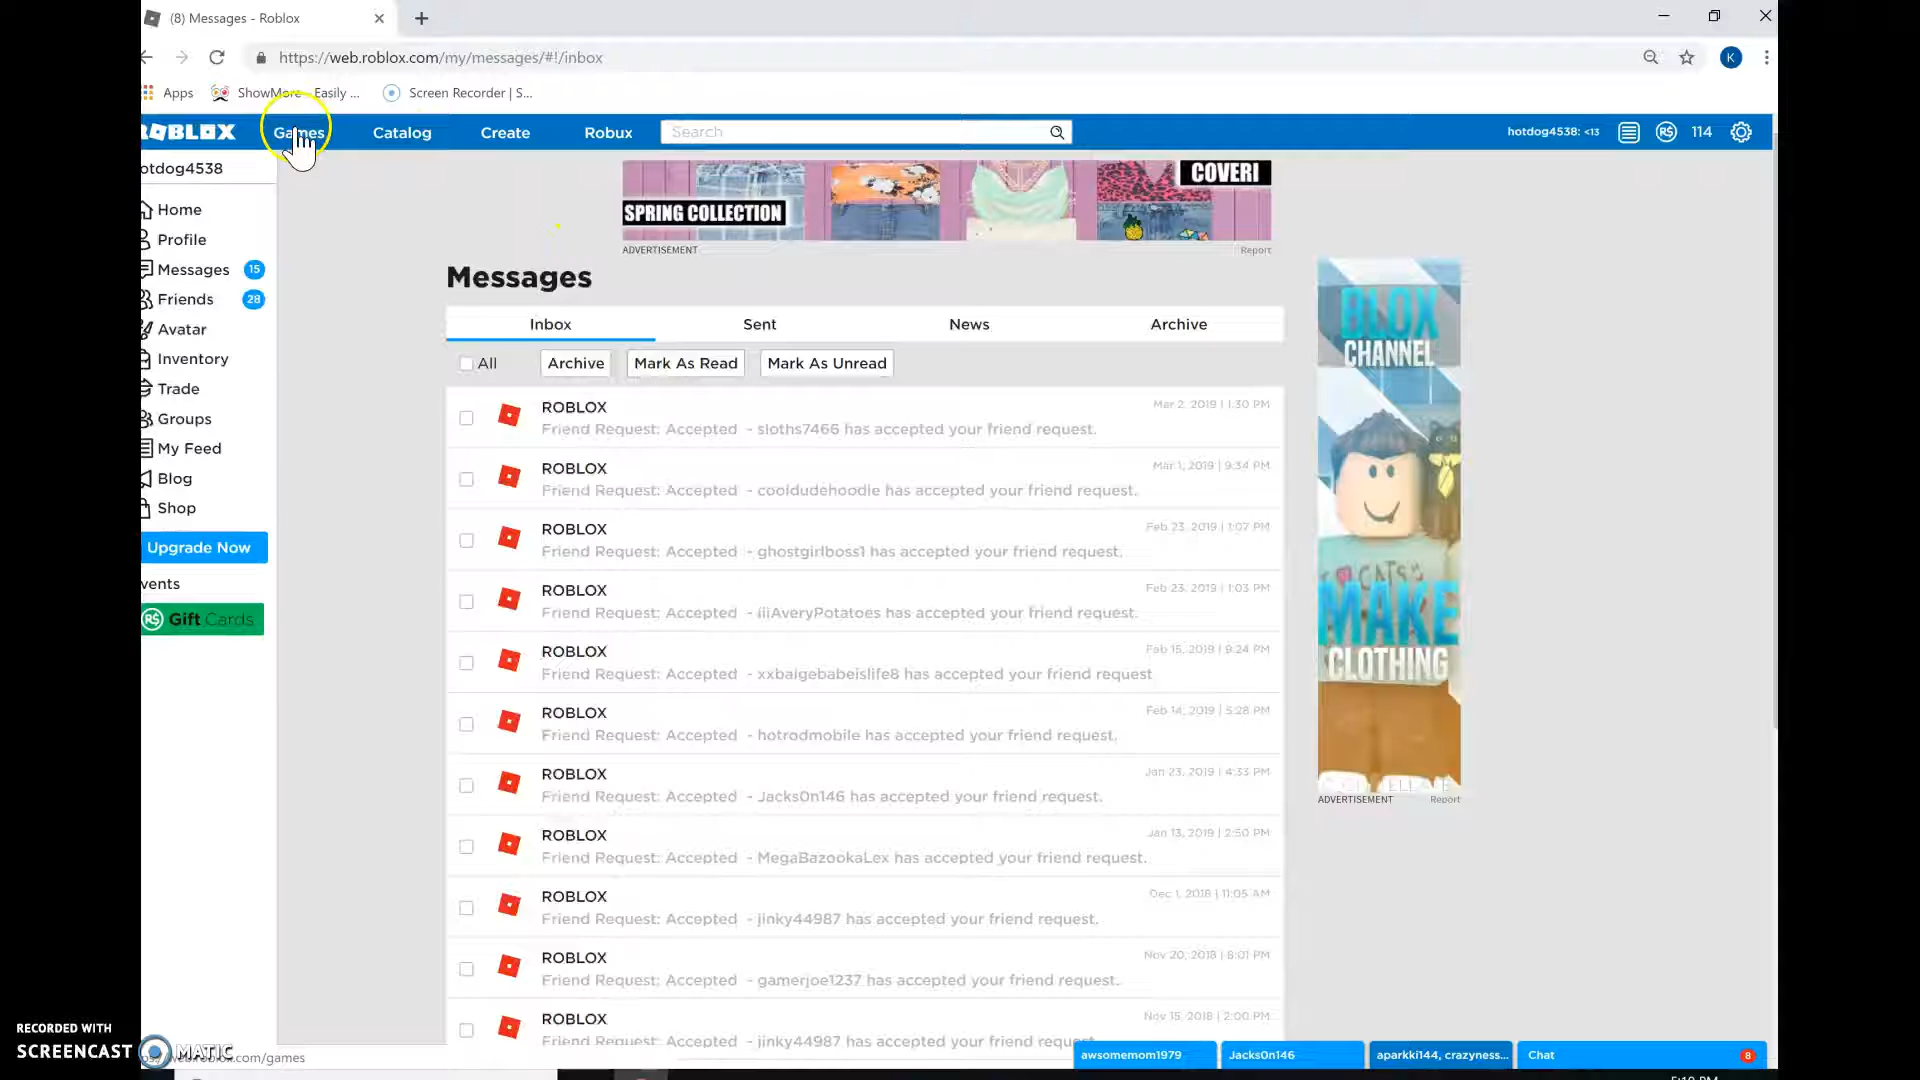 (8) Messages - Roblox
https://web.roblox.com/my/messages/#!/inbox
K
Apps
ShowMore - Easily ...
Screen Recorder | S...
ROBLOX
Games
Catalog
Create
Robux
Search
hotdog4538: <13
114
otdog4538
Home
Profile
Messages 15
Friends 28
Avatar
Inventory
Trade
Groups
My Feed
Blog
Shop
Upgrade Now
vents
Gift Cards
SPRING COLLECTION
COVERI
ADVERTISEMENT
Report
Messages
Inbox
Sent
News
Archive
All
Archive
Mark As Read
Mark As Unread
ROBLOX
Mar 2, 2019 | 1:30 PM
Friend Request: Accepted - sloths7466 has accepted your friend request.
ROBLOX
Mar 1, 2019 | 9:34 PM
Friend Request: Accepted - cooldudehoodie has accepted your friend request.
ROBLOX
Feb 23, 2019 | 1:07 PM
Friend Request: Accepted - ghostgirlboss1 has accepted your friend request.
ROBLOX
Feb 23, 2019 | 1:03 PM
Friend Request: Accepted - iiiAveryPotatoes has accepted your friend request.
ROBLOX
Feb 15, 2019 | 9:24 PM
Friend Request: Accepted - xxbaigebabeislife8 has accepted your friend request
ROBLOX
Feb 14, 2019 | 5:28 PM
Friend Request: Accepted - hotrodmobile has accepted your friend request.
ROBLOX
Jan 23, 2019 | 4:33 PM
Friend Request: Accepted - Jacks0n146 has accepted your friend request.
ROBLOX
Jan 13, 2019 | 2:50 PM
Friend Request: Accepted - MegaBazookaLex has accepted your friend request.
ROBLOX
Dec 1, 2018 | 11:05 AM
Friend Request: Accepted - jinky44987 has accepted your friend request.
ROBLOX
Nov 20, 2018 | 8:01 PM
Friend Request: Accepted - gamerjoe1237 has accepted your friend request.
ROBLOX
Nov 15, 2018 | 2:00 PM
Friend Request: Accepted - jinky44987 has accepted your friend request.
BLOX
CHANNEL
CATS
MAKE
CLOTHING
ADVERTISEMENT
Report
awsomemom1979
Jacks0n146
aparkki144, crazyness...
Chat
8
RECORDED WITH
SCREENCAST MATIC
web.roblox.com/games